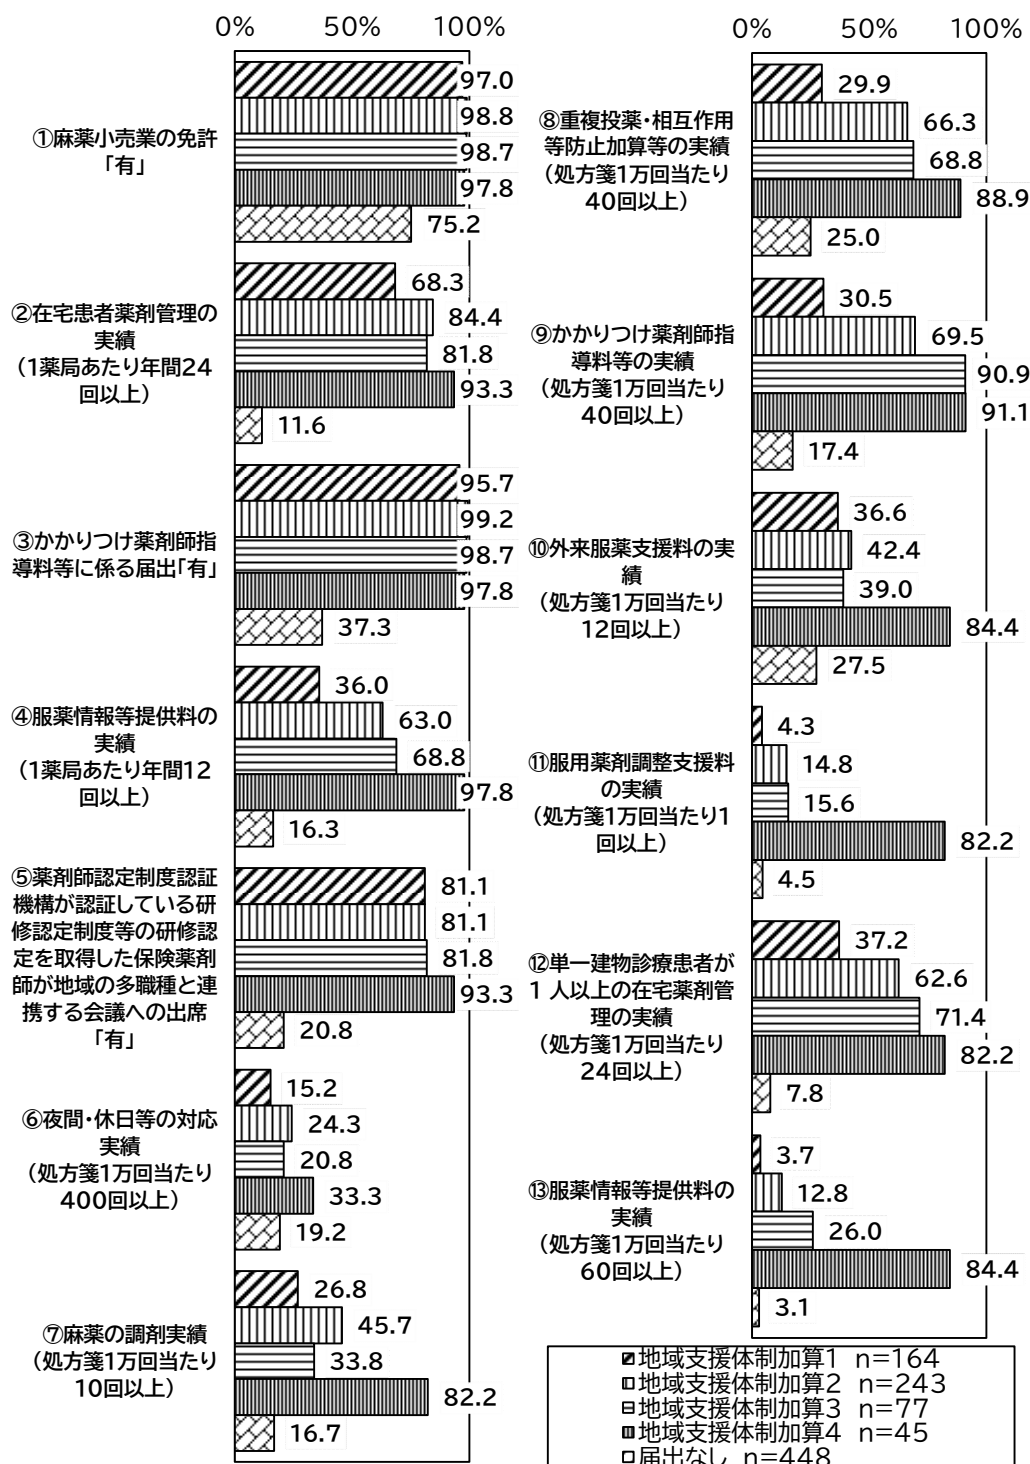 0% 50% 100%
①麻薬小売業の免許
「有」
97.0
98.8
98.7
97.8
75.2
②在宅患者薬剤管理の
実績
（1薬局あたり年間24
回以上）
68.3
84.4
81.8
93.3
11.6
③かかりつけ薬剤師指
導料等に係る届出「有」
95.7
99.2
98.7
97.8
37.3
④服薬情報等提供料の
実績
（1薬局あたり年間12
回以上）
36.0
63.0
68.8
97.8
16.3
⑤薬剤師認定制度認証
機構が認証している研
修認定制度等の研修認
定を取得した保険薬剤
師が地域の多職種と連
携する会議への出席
「有」
81.1
81.1
81.8
93.3
20.8
⑥夜間・休日等の対応
実績
（処方箋1万回当たり
400回以上）
15.2
24.3
20.8
33.3
19.2
⑦麻薬の調剤実績
（処方箋1万回当たり
10回以上）
26.8
45.7
33.8
82.2
16.7
0% 50% 100%
⑧重複投薬・相互作用
等防止加算等の実績
（処方箋1万回当たり
40回以上）
29.9
66.3
68.8
88.9
25.0
⑨かかりつけ薬剤師指
導料等の実績
（処方箋1万回当たり
40回以上）
30.5
69.5
90.9
91.1
17.4
⑩外来服薬支援料の実
績
（処方箋1万回当たり
12回以上）
36.6
42.4
39.0
84.4
27.5
⑪服用薬剤調整支援料
の実績
（処方箋1万回当たり1
回以上）
4.3
14.8
15.6
82.2
4.5
⑫単一建物診療患者が
1 人以上の在宅薬剤管
理の実績
（処方箋1万回当たり
24回以上）
37.2
62.6
71.4
82.2
7.8
⑬服薬情報等提供料の
実績
（処方箋1万回当たり
60回以上）
3.7
12.8
26.0
84.4
3.1
地域支援体制加算1 n=164
地域支援体制加算2 n=243
地域支援体制加算3 n=77
地域支援体制加算4 n=45
届出なし n=448